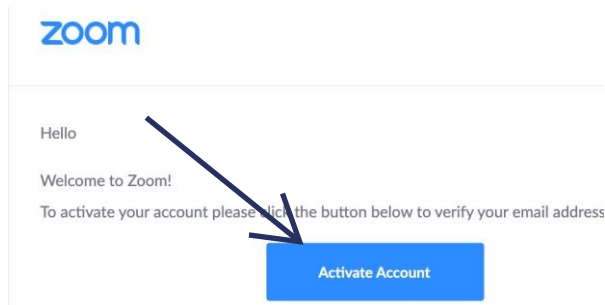 zoom
Hello
Welcome to Zoom!
To activate your account please click the button below to verify your email address
Activate Account